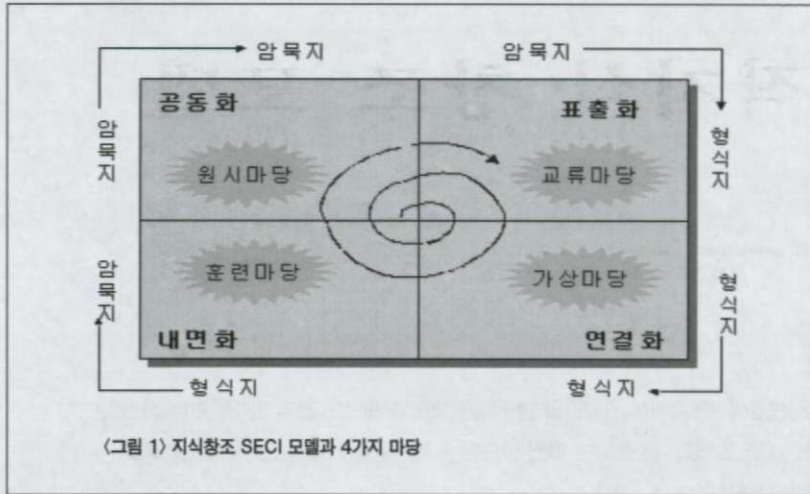 암묵지 암묵지
공동화 표출화
암묵지 형식지
원시마당 교류마당
훈련마당 가상마당
암묵지 형식지
내면화 연결화
형식지 형식지
〈그림 1〉 지식창조 SECI 모델과 4가지 마당